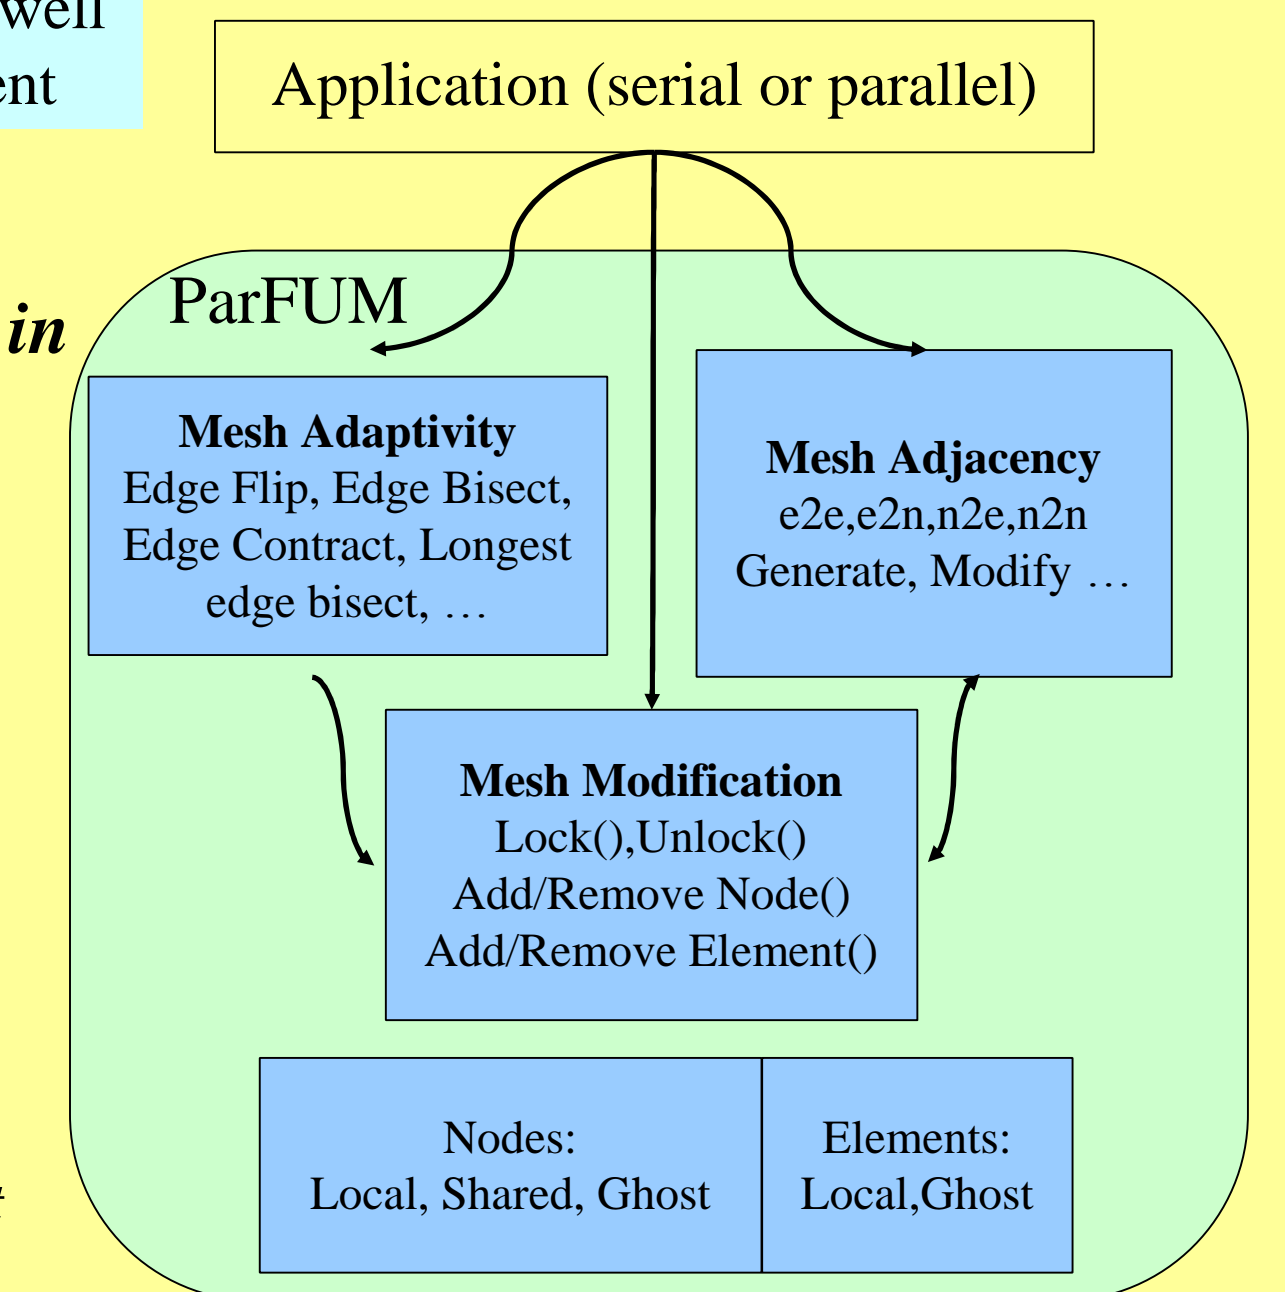 well
Application (serial or parallel)
ParFUM
in
Mesh Adaptivity
Edge Flip, Edge Bisect,
Edge Contract, Longest
edge bisect, …
Mesh Adjacency
e2e,e2n,n2e,n2n
Generate, Modify …
Mesh Modification
Lock(),Unlock()
Add/Remove Node()
Add/Remove Element()
Nodes:
Local, Shared, Ghost
Elements:
Local,Ghost